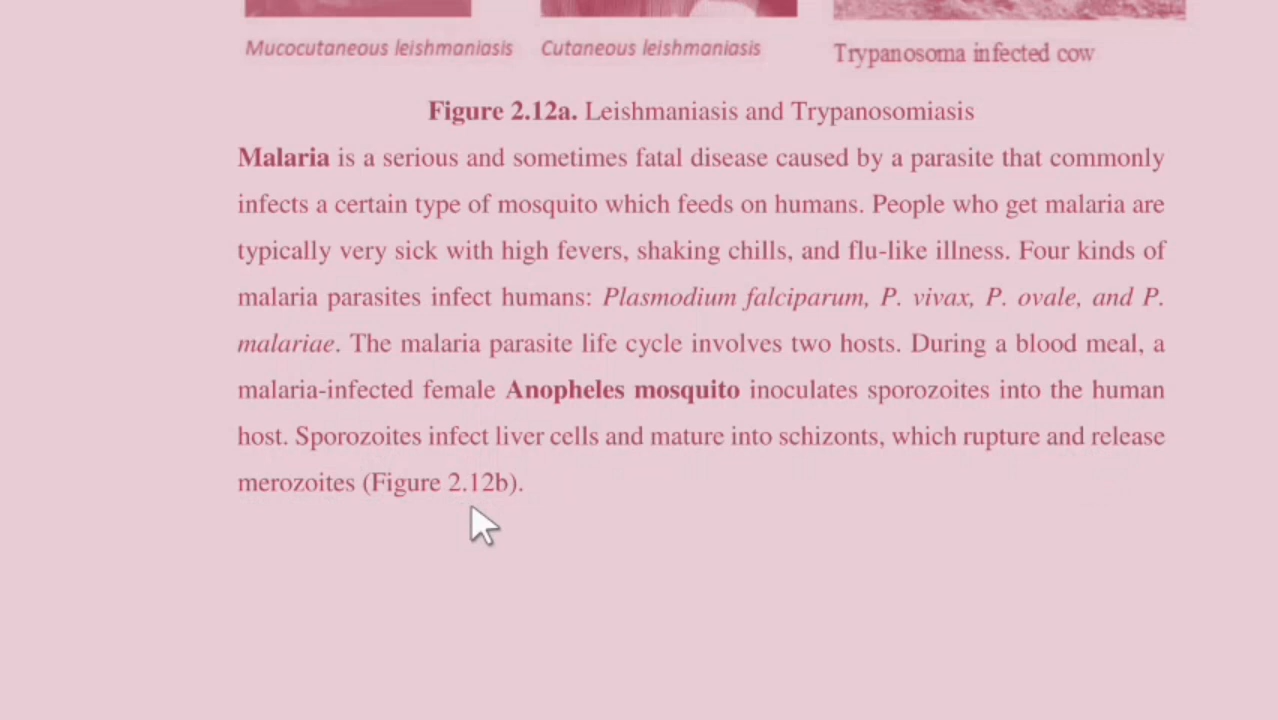 Mucocutaneous leishmaniasis
Cutaneous leishmaniasis
Trypanosoma infected cow
Figure 2.12a. Leishmaniasis and Trypanosomiasis
Malaria is a serious and sometimes fatal disease caused by a parasite that commonly
infects a certain type of mosquito which feeds on humans. People who get malaria are
typically very sick with high fevers, shaking chills, and flu-like illness. Four kinds of
malaria parasites infect humans: Plasmodium falciparum, P. vivax, P. ovale, and P.
malariae. The malaria parasite life cycle involves two hosts. During a blood meal, a
malaria-infected female Anopheles mosquito inoculates sporozoites into the human
host. Sporozoites infect liver cells and mature into schizonts, which rupture and release
merozoites (Figure 2.12b).